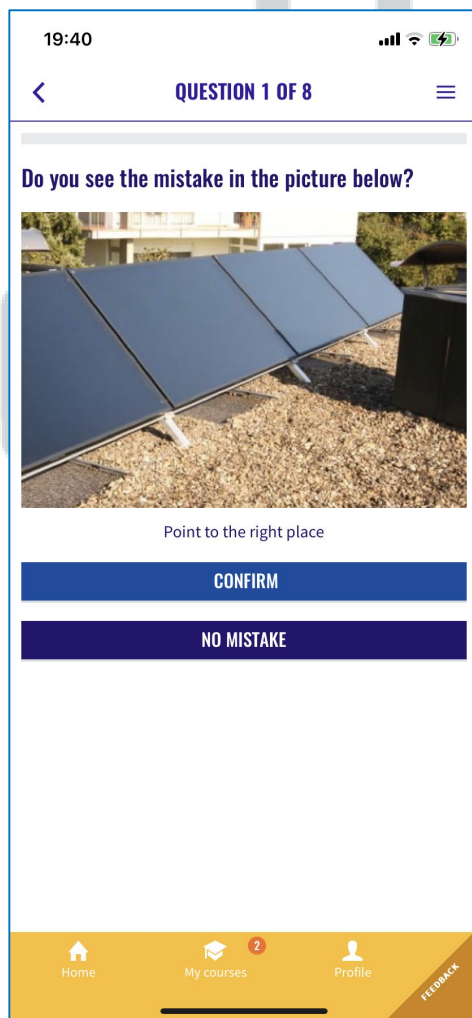 19:40
QUESTION 1 OF 8
Do you see the mistake in the picture below?
Point to the right place
CONFIRM
NO MISTAKE
2
Home
My courses
Profile
FEEDBACK